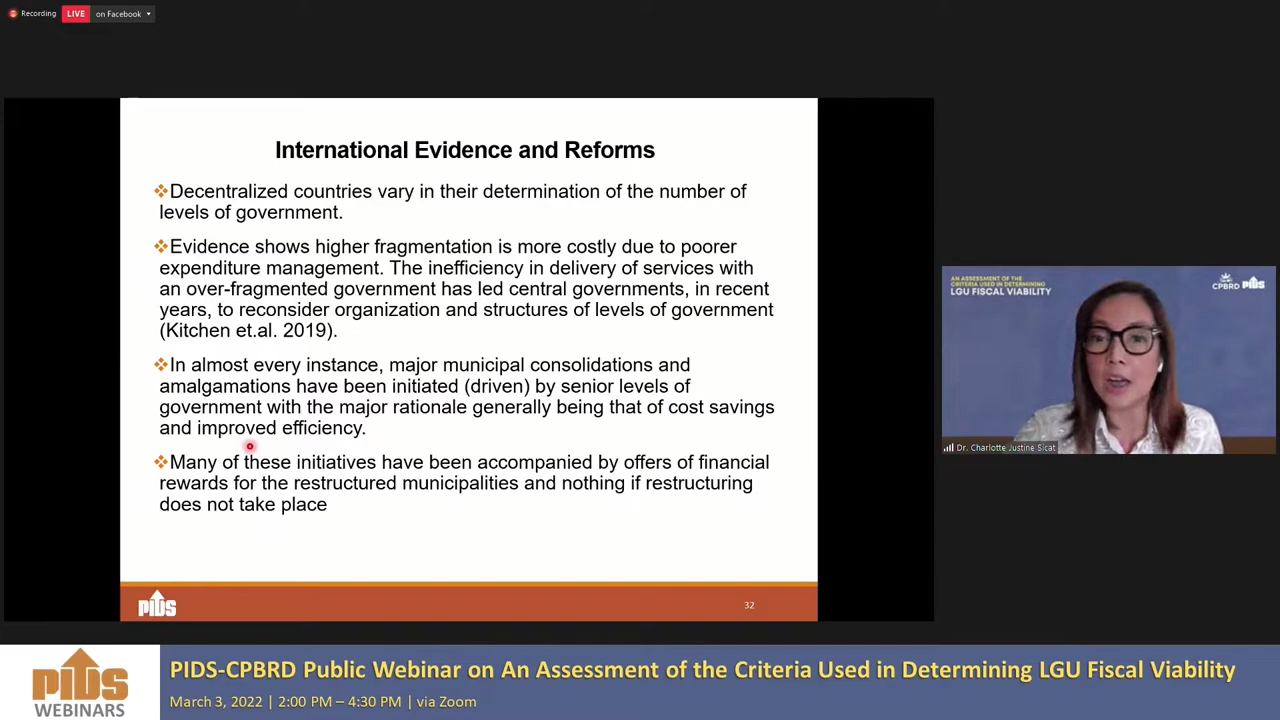 Recording
LIVE
on Facebook
International Evidence and Reforms
Decentralized countries vary in their determination of the number of
levels of government.
Evidence shows higher fragmentation is more costly due to poorer
expenditure management. The inefficiency in delivery of services with
an over-fragmnted government has led central governments, in recent
years, to reconsider organization and structures of levels of government
(Kitchen et.al. 2019).
In almost every instance, major municipal consolidations and
amalgamations have been initiated (driven) by senior levels of
government with the major rationale generally being that of cost savings
and improved efficiency.
Many of these initiatives have been accompanied by offers of financial
rewards for the restructured municipalities and nothing if restructuring
does not take place
PIDS
32
AN ASSESSMENT OF THE
CRITERIA USED IN DETERMINING
LGU FISCAL VIABILITY
CPBRD PIDS
Dr. Charlotte Justine Sicat
PIDS
WEBINARS
PIDS-CPBRD Public Webinar on An Assessment of the Criteria Used in Determining LGU Fiscal Viability
March 3, 2022 | 2:00 PM – 4:30 PM | via Zoom